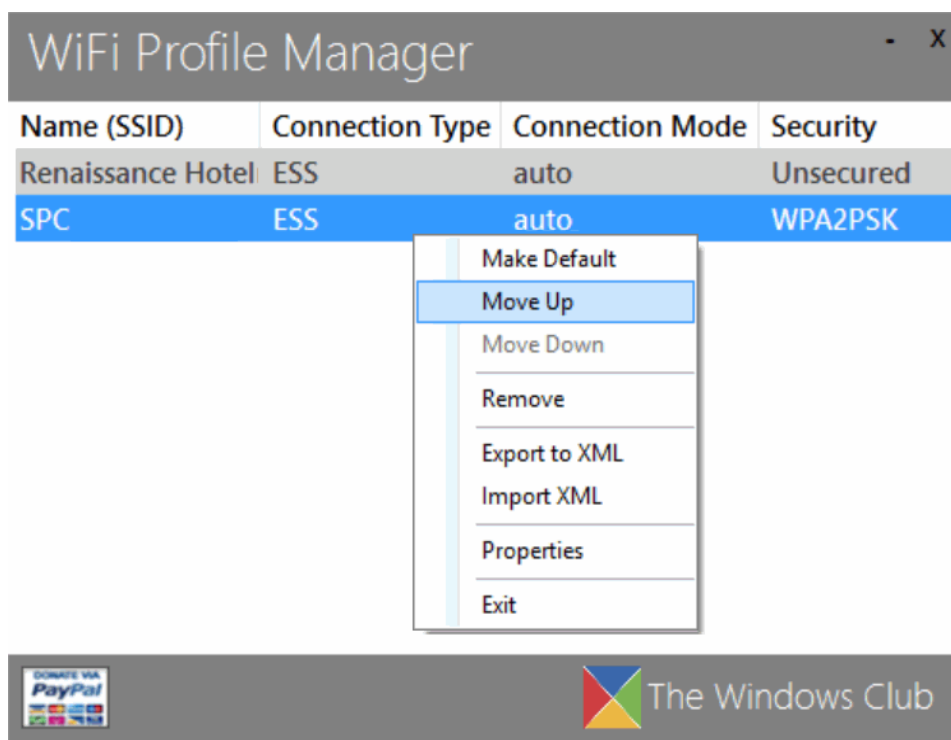 WiFi Profile Manager - X
Name (SSID) Connection Type Connection Mode Security
Renaissance Hotel ESS auto Unsecured
SPC ESS auto WPA2PSK
Make Default
Move Up
Move Down
Remove
Export to XML
Import XML
Properties
Exit
DONATE VIA
PayPal
The Windows Club